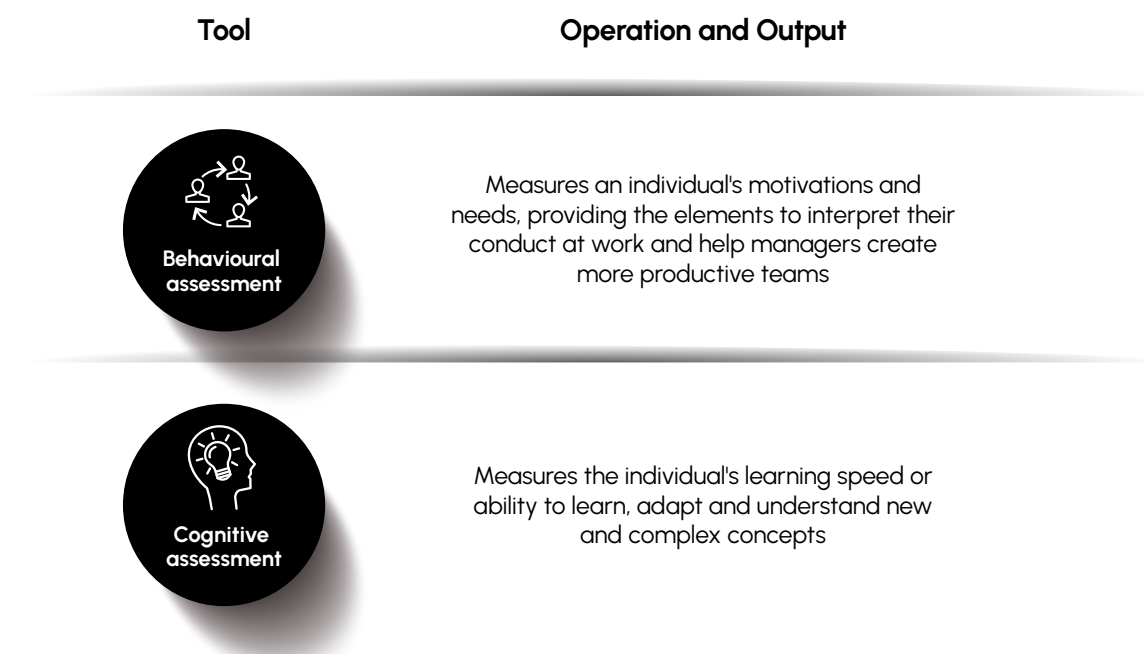 Tool
Operation and Output
Behavioural
assessment
Measures an individual's motivations and
needs, providing the elements to interpret their
conduct at work and help managers create
more productive teams
Cognitive
assessment
Measures the individual's learning speed or
ability to learn, adapt and understand new
and complex concepts